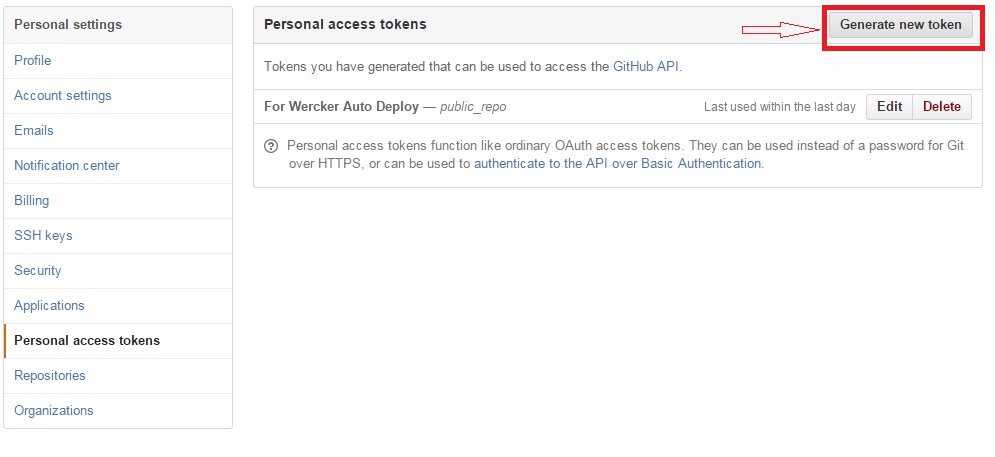 Personal settings
Profile
Account settings
Emails
Notification center
Billing
SSH keys
Security
Applications
Personal access tokens
Repositories
Organizations
Personal access tokens
Generate new token
Tokens you have generated that can be used to access the GitHub API.
For Wercker Auto Deploy — public_repo
Last used within the last day
Edit
Delete
Personal access tokens function like ordinary OAuth access tokens. They can be used instead of a password for Git
over HTTPS, or can be used to authenticate to the API over Basic Authentication.